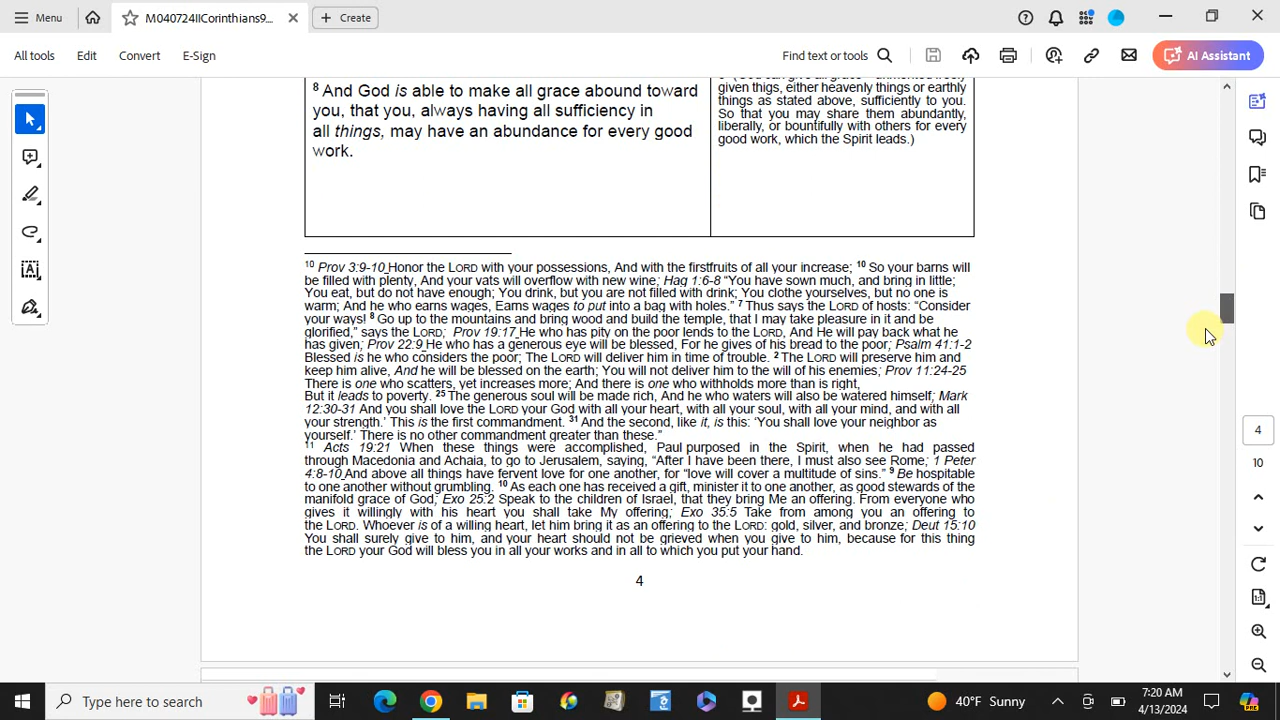 Menu
M040724IICorinthians9...
Create
All tools
Edit
Convert
E-Sign
Find text or tools
AI Assistant
8 And God is able to make all grace abound toward
you, that you, always having all sufficiency in
all things, may have an abundance for every good
work.
given thigs, either heavenly things or earthly
things as stated above, sufficiently to you.
So that you may share them abundantly,
liberally, or bountifully with others for every
good work, which the Spirit leads.)
10 Prov 3:9-10 Honor the LORD with your possessions, And with the firstfruits of all your increase; 10 So your barns will
be filled with plenty, And your vats will overflow with new wine; Hag 1:6-8 “You have sown much, and bring in little;
You eat, but do not have enough; You drink, but you are not filled with drink; You clothe yourselves, but no one is
warm; And he who earns wages, Earns wages to put into a bag with holes.” 7 Thus says the LORD of hosts: “Consider
your ways! 8 Go up to the mountains and bring wood and build the temple, that I may take pleasure in it and be
glorified,” says the LORD; Prov 19:17 He who has pity on the poor lends to the LORD, And He will pay back what he
has given; Prov 22:9 He who has a generous eye will be blessed, For he gives of his bread to the poor; Psalm 41:1-2
Blessed is he who considers the poor; The LORD will deliver him in time of trouble. 2 The LORD will preserve him and
keep him alive, And he will be blessed on the earth; You will not deliver him to the will of his enemies; Prov 11:24-25
There is one who scatters, yet increases more; And there is one who withholds more than is right,
But it leads to poverty. 25 The generous soul will be made rich, And he who waters will also be watered himself; Mark
12:30-31 And you shall love the LORD your God with all your heart, with all your soul, with all your mind, and with all
your strength.’ This is the first commandment. 31 And the second, like it, is this: ‘You shall love your neighbor as
yourself.’ There is no other commandment greater than these.”
11 Acts 19:21 When these things were accomplished, Paul purposed in the Spirit, when he had passed
through Macedonia and Achaia, to go to Jerusalem, saying, “After I have been there, I must also see Rome; 1 Peter
4:8-10 And above all things have fervent love for one another, for “love will cover a multitude of sins.” 9 Be hospitable
to one another without grumbling. 10 As each one has received a gift, minister it to one another, as good stewards of the
manifold grace of God; Exo 25:2 Speak to the children of Israel, that they bring Me an offering. From everyone who
gives it willingly with his heart you shall take My offering; Exo 35:5 Take from among you an offering to
the LORD. Whoever is of a willing heart, let him bring it as an offering to the LORD: gold, silver, and bronze; Deut 15:10
You shall surely give to him, and your heart should not be grieved when you give to him, because for this thing
the LORD your God will bless you in all your works and in all to which you put your hand.
4
4
10
Type here to search
40°F Sunny
7:20 AM
4/13/2024